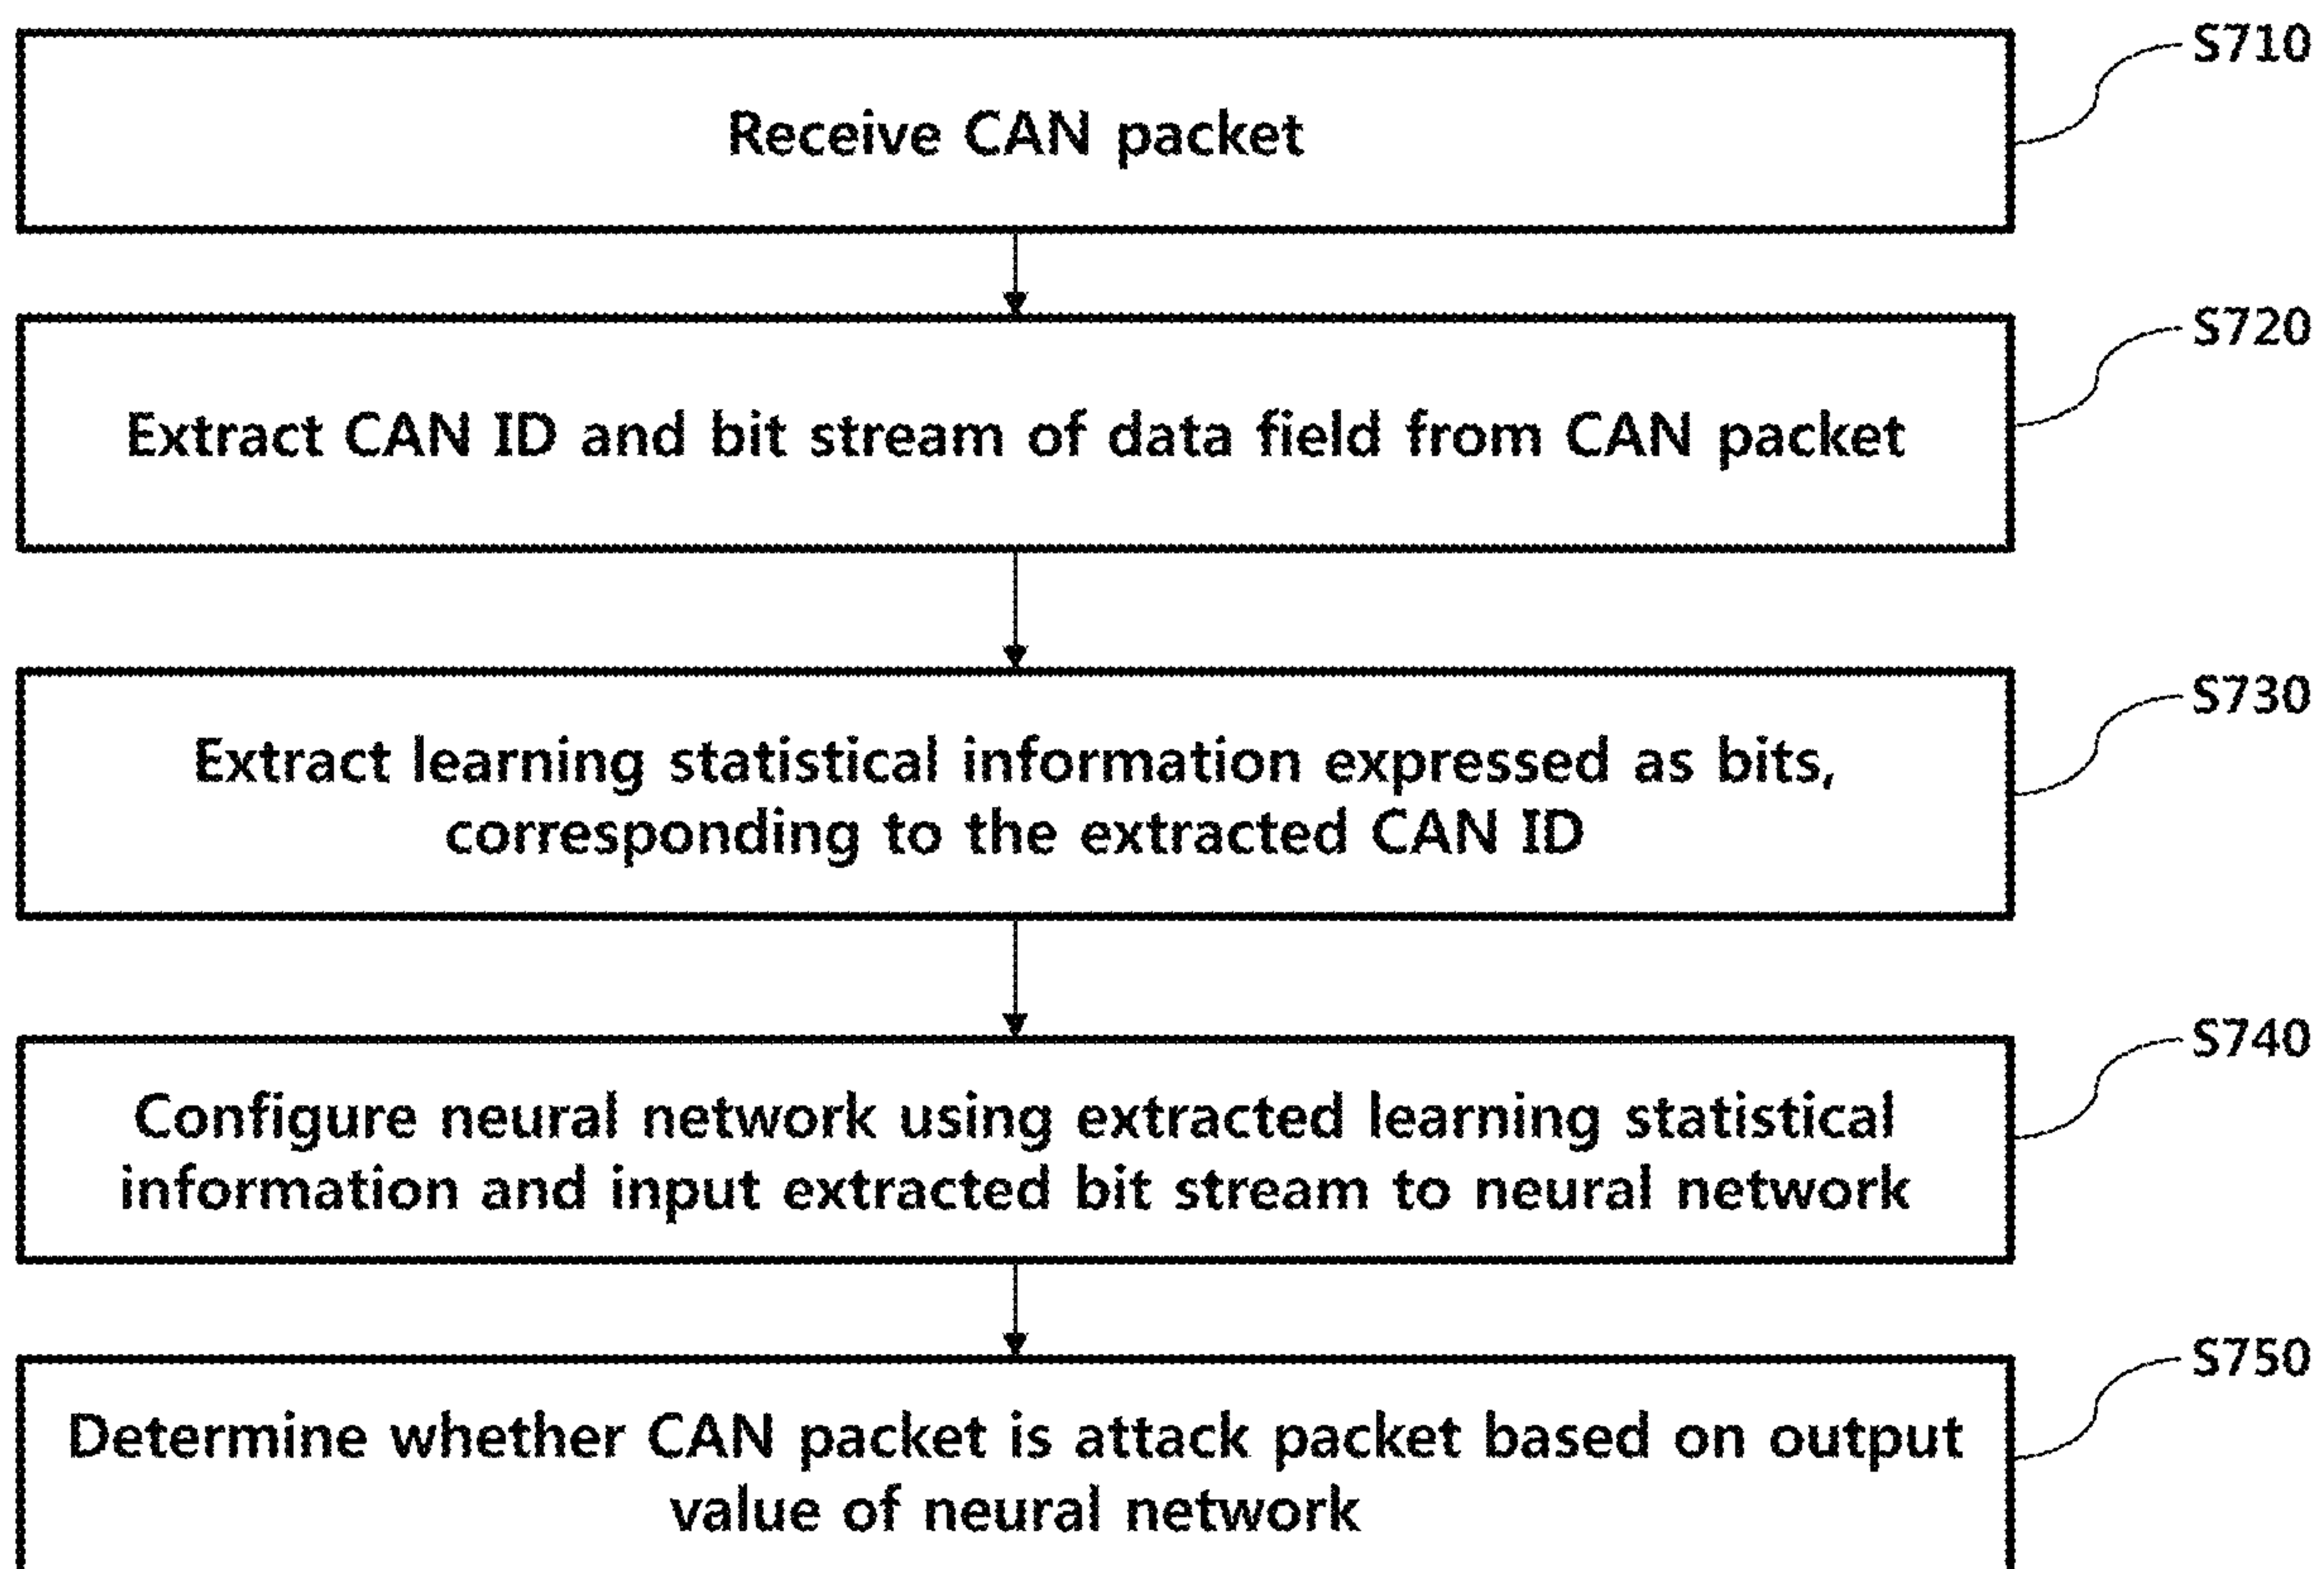 S710
Receive CAN packet
S720
Extract CAN ID and bit stream of data field from CAN packet
S730
Extract learning statistical information expressed as bits,
corresponding to the extracted CAN ID
S740
Configure neural network using extracted learning statistical
information and input extracted bit stream to neural network
S750
Determine whether CAN packet is attack packet based on output
value of neural network